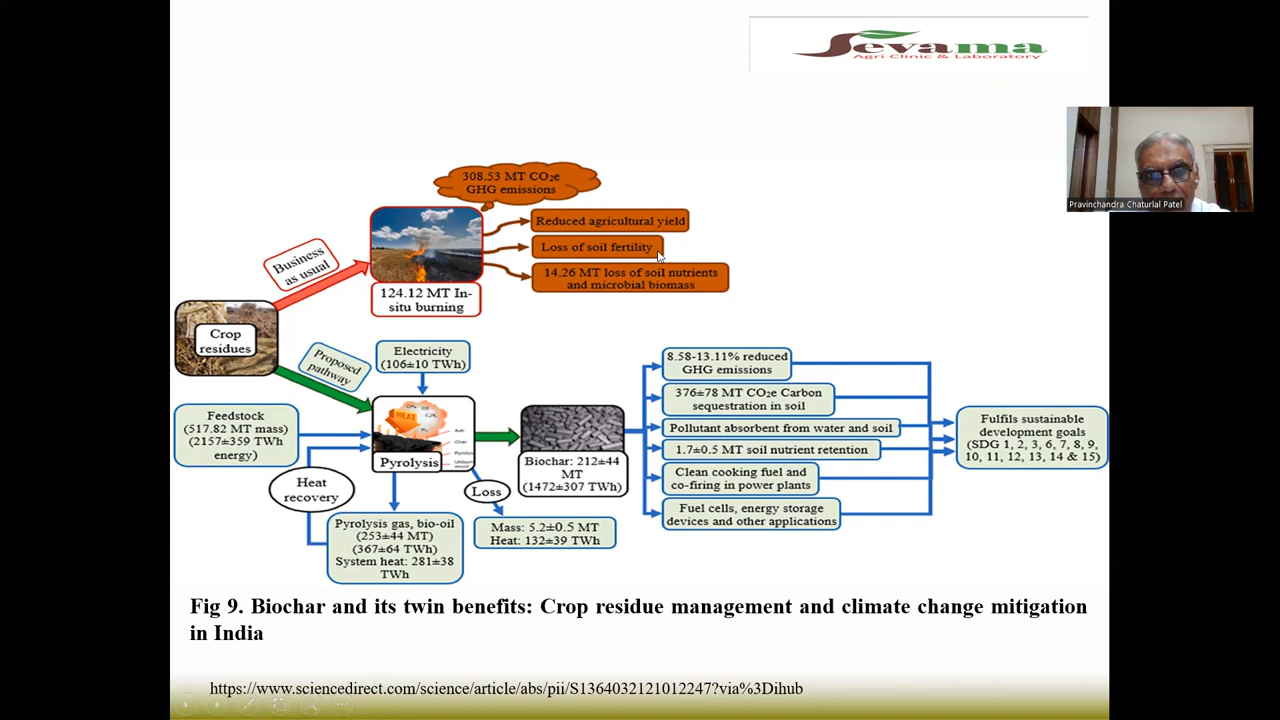 Sevama
Agri Clinic & Laboratory
Pravinchandra Chaturlal Patel
308.53 MT CO₂e
GHG emissions
Reduced agricultural yield
Loss of soil fertility
14.26 MT loss of soil nutrients
and microbial biomass
Business
as usual
124.12 MT In-
situ burning
Crop
residues
Proposed
pathway
Electricity
(106±10 TWh)
Feedstock
(517.82 MT mass)
(2157±359 TWh
energy)
HEAT
Pyrolysis
Heat
recovery
Loss
Pyrolysis gas, bio-oil
(253±44 MT)
(367±64 TWh)
System heat: 281±38
TWh
Mass: 5.2±0.5 MT
Heat: 132±39 TWh
Biochar: 212±44
MT
(1472±307 TWh)
8.58-13.11% reduced
GHG emissions
376±78 MT CO₂e Carbon
sequestration in soil
Pollutant absorbent from water and soil
1.7±0.5 MT soil nutrient retention
Clean cooking fuel and
co-firing in power plants
Fuel cells, energy storage
devices and other applications
Fulfils sustainable
development goals
(SDG 1, 2, 3, 6, 7, 8, 9,
10, 11, 12, 13, 14 & 15)
Fig 9. Biochar and its twin benefits: Crop residue management and climate change mitigation
in India
https://www.sciencedirect.com/science/article/abs/pii/S1364032121012247?via%3Dihub